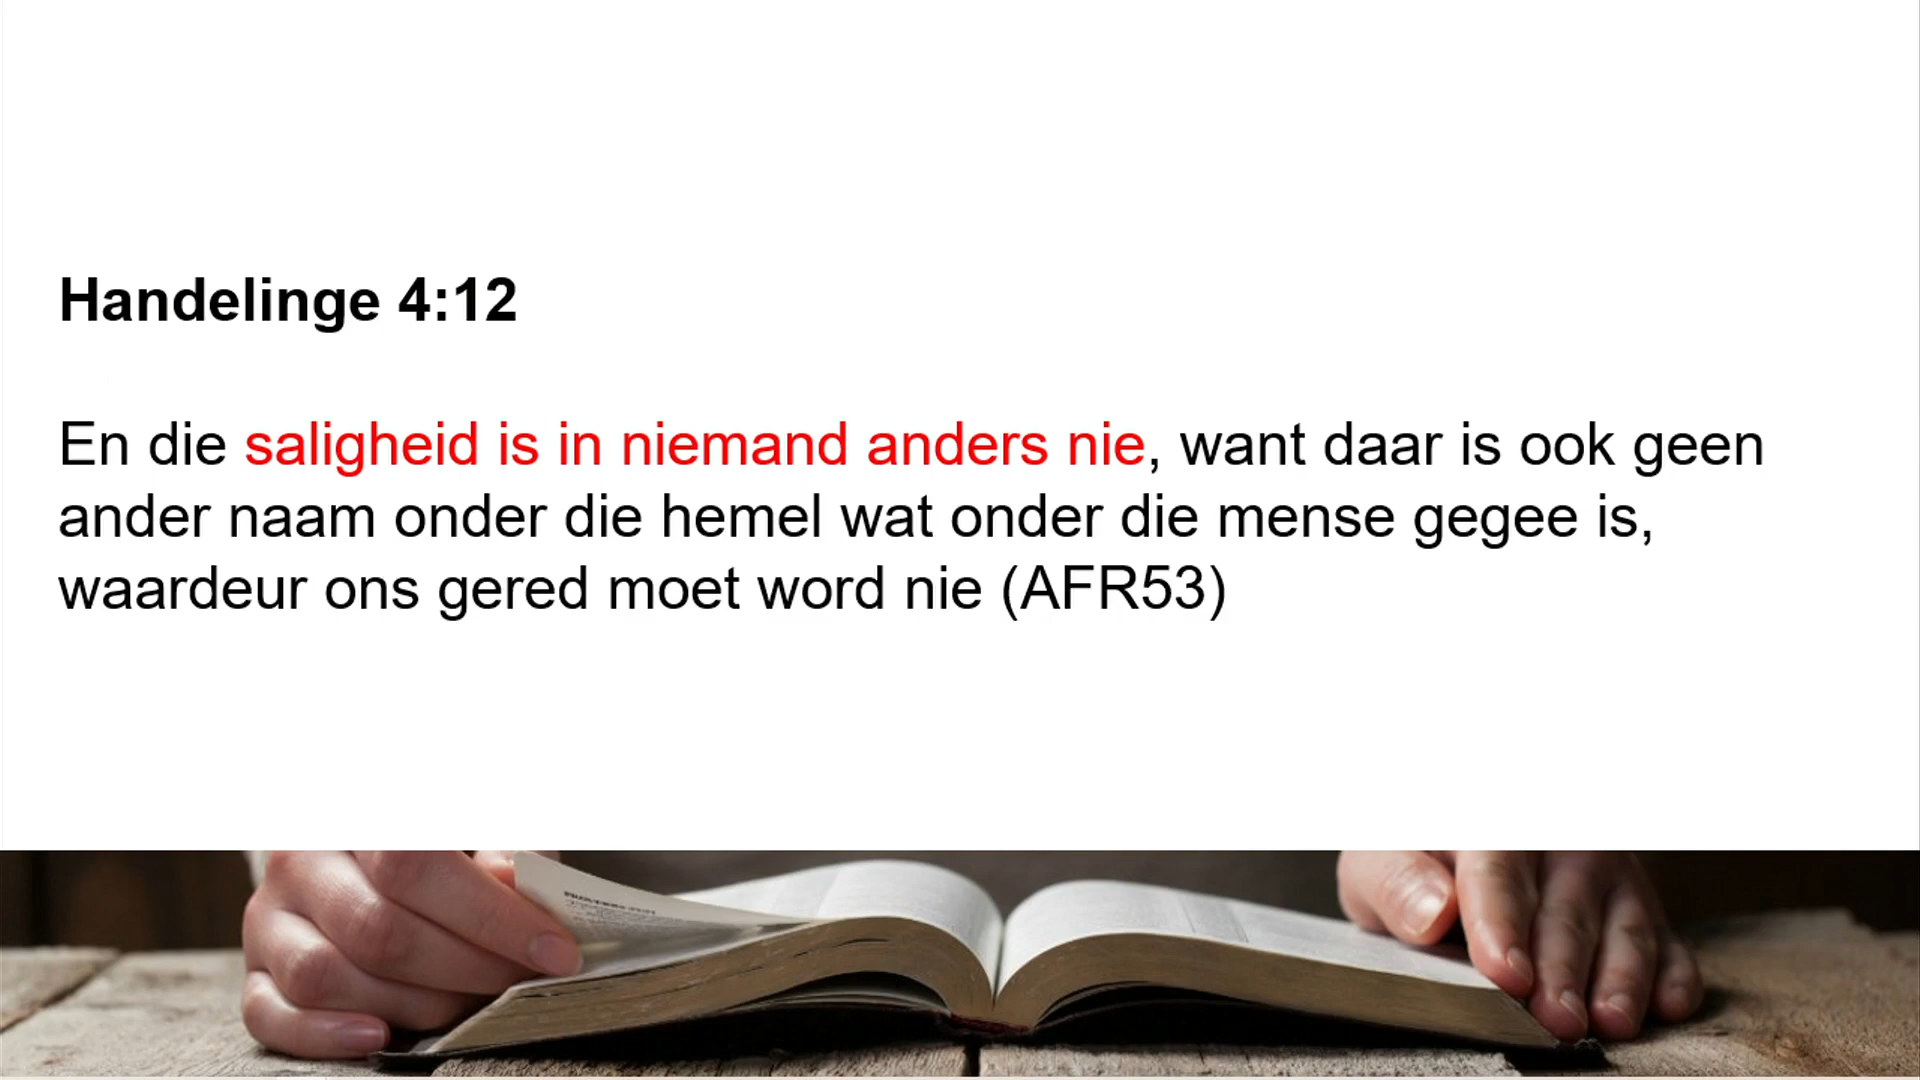 Handelinge 4:12
En die saligheid is in niemand anders nie, want daar is ook geen
ander naam onder die hemel wat onder die mense gegee is,
waardeur ons gered moet word nie (AFR53)